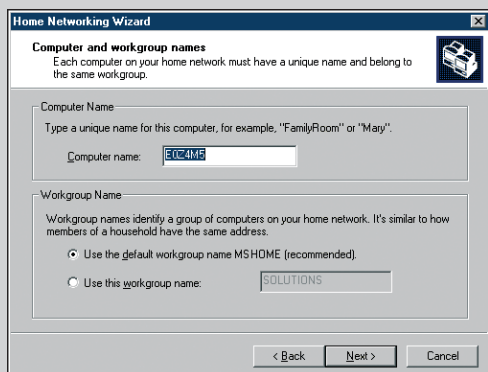 Home Networking Wizard
Computer and workgroup names
Each computer on your home network must have a unique name and belong to
the same workgroup.
Computer Name
Type a unique name for this computer, for example, "FamilyRoom" or "Mary".
Computer name: E0Z4M5
Workgroup Name
Workgroup names identify a group of computers on your home network. It's similar to how
members of a household have the same address.
Use the default workgroup name MSHOME (recommended).
Use this workgroup name: SOLUTIONS
< Back Next > Cancel